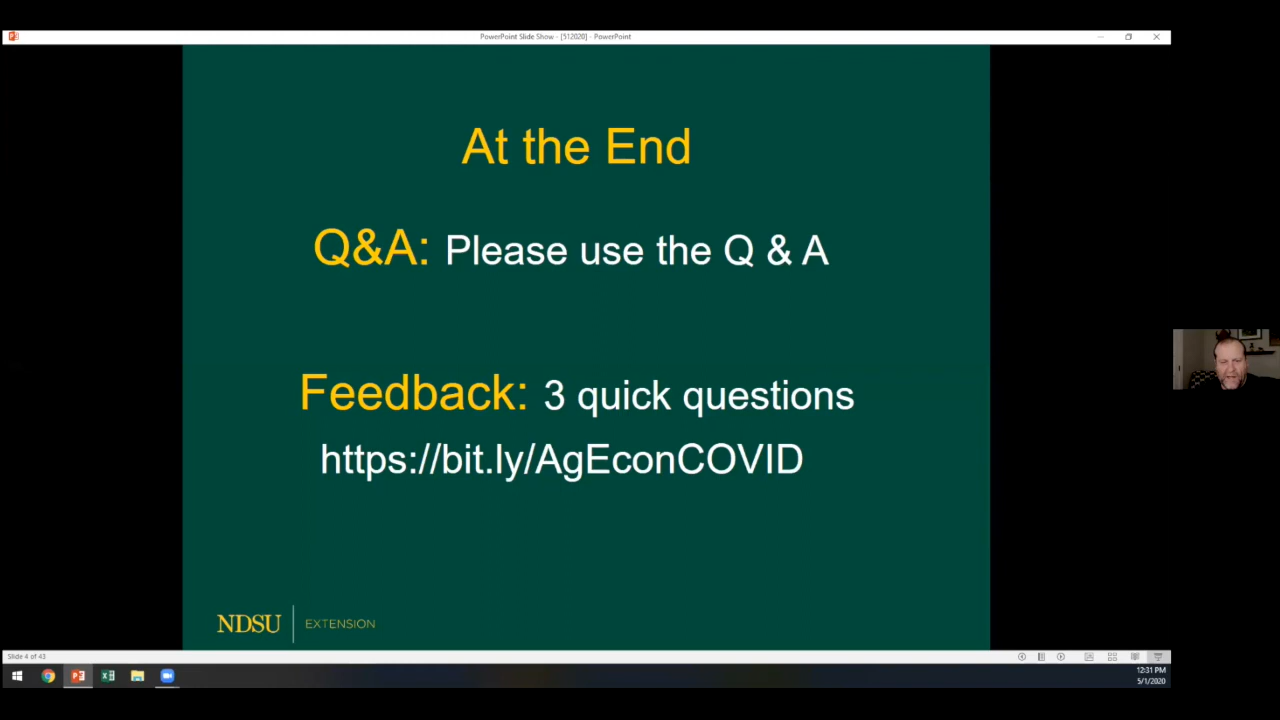 PowerPoint Slide Show - [512020] - PowerPoint
At the End
Q&A: Please use the Q & A
Feedback: 3 quick questions
https://bit.ly/AgEconCOVID
NDSU EXTENSION
Slide 4 of 43
12:31 PM
5/1/2020